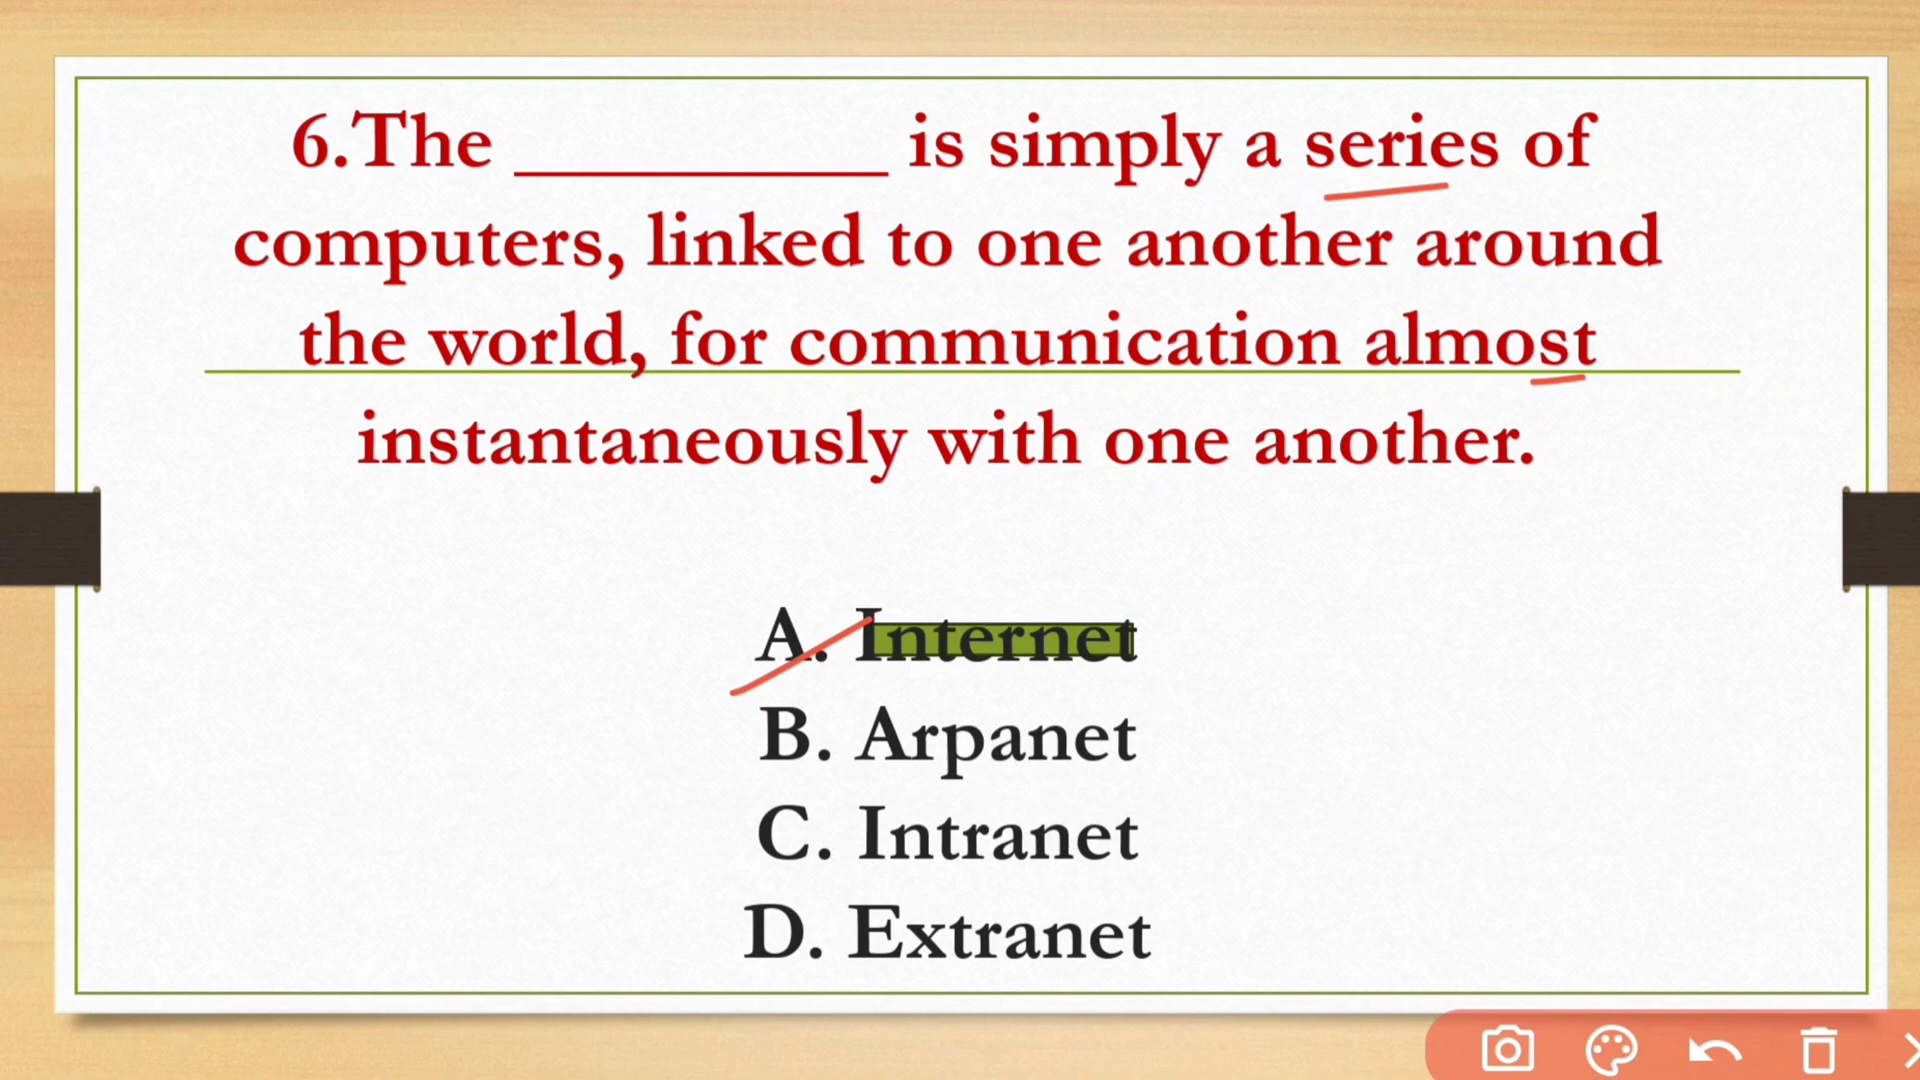 6.The __________ is simply a series of
computers, linked to one another around
the world, for communication almost
instantaneously with one another.
A. Internet
B. Arpanet
C. Intranet
D. Extranet